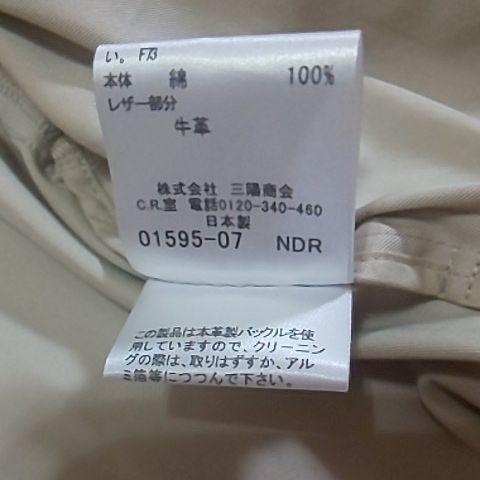 い。 FB
本体 綿 100%
レザー部分
牛革
株式会社 三陽商会
C.R.室 電話0120-340-460
日本製
01595-07 NDR
この製品は本革製バックルを使
用していますので、クリーニン
グの際は、取りはずすか、アル
ミ箔等につつんで下さい。